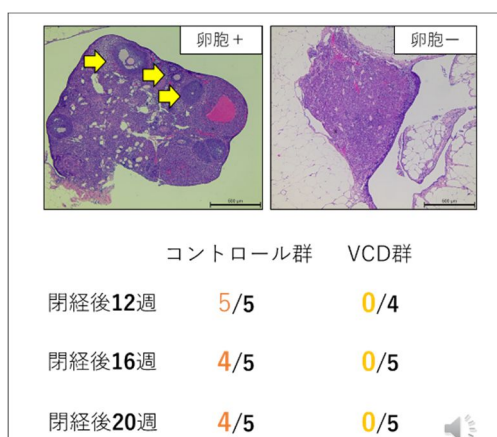 卵胞＋ 卵胞ー
コントロール群 VCD群
閉経後12週 5/5 0/4
閉経後16週 4/5 0/5
閉経後20週 4/5 0/5